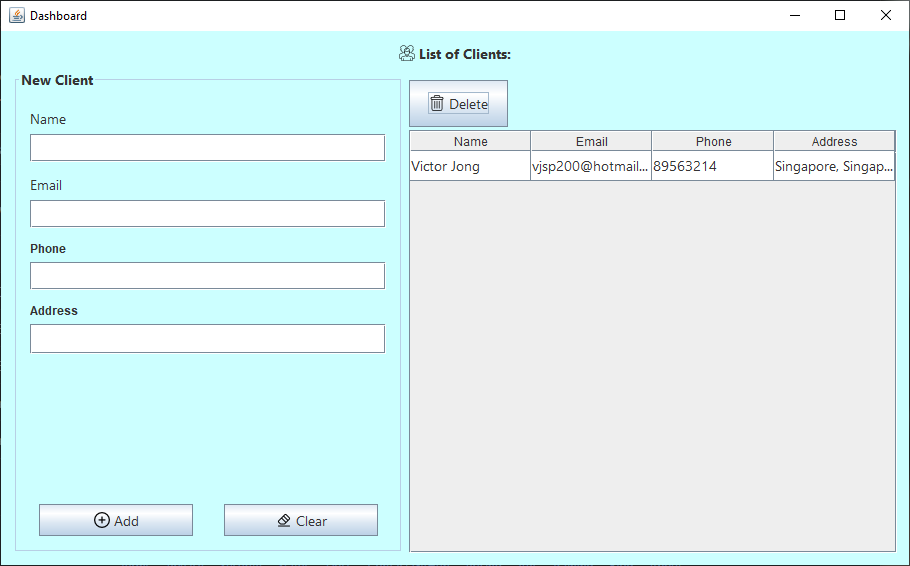 Dashboard
List of Clients:
New Client
Name
Email
Phone
Address
Add Clear
Delete
Name Email Phone Address
Victor Jong vjsp200@hotmail... 89563214 Singapore, Singap...